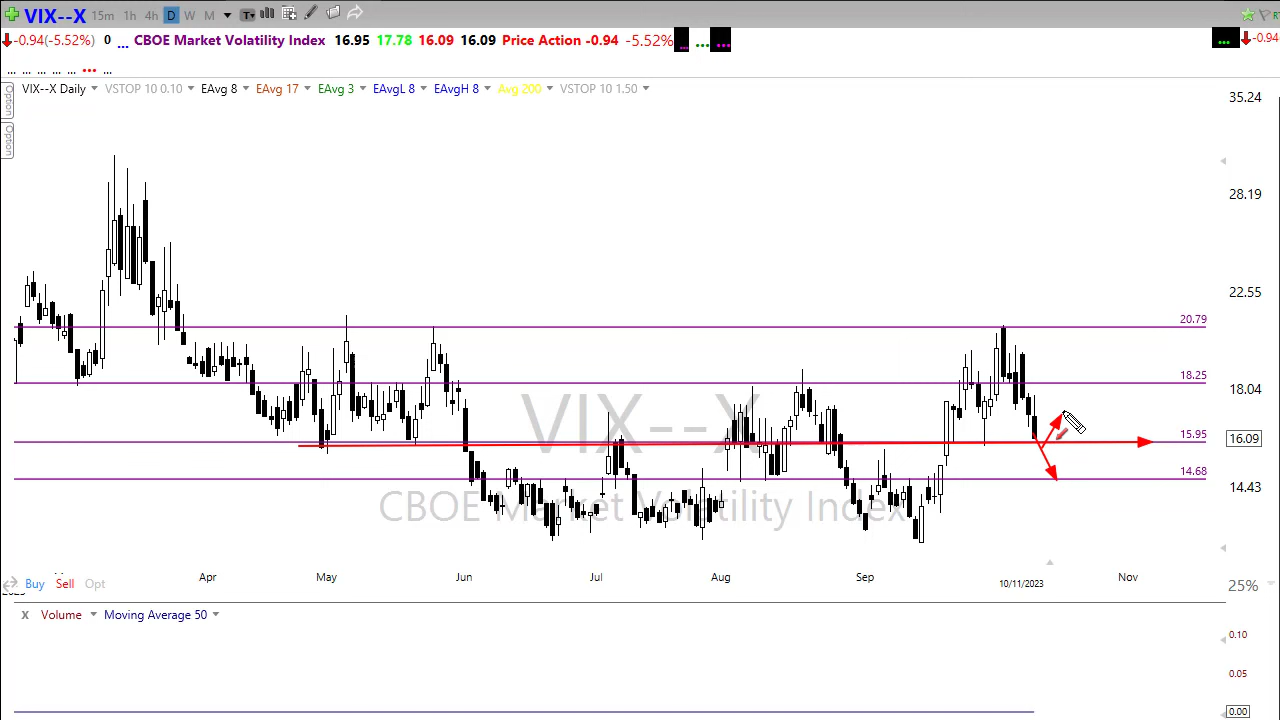 VIX--X 15m 1h 4h D W M T
-0.94(-5.52%) 0 ... CBOE Market Volatility Index 16.95 17.78 16.09 16.09 Price Action -0.94 -5.52% ... ... ... ... -0.94
... ... ... ... ... ... ...
VIX--X Daily VSTOP 10 0.10 EAvg 8 EAvg 17 EAvg 3 EAvgL 8 EAvgH 8 Avg 200 VSTOP 10 1.50
Option
Option
35.24
28.19
22.55
20.79
18.25
18.04
15.95
16.09
14.68
14.43
VIX--X
CBOE Market Volatility Index
Apr May Jun Jul Aug Sep 10/11/2023 Nov
Buy Sell Opt 25%
X Volume Moving Average 50
0.10
0.05
0.00